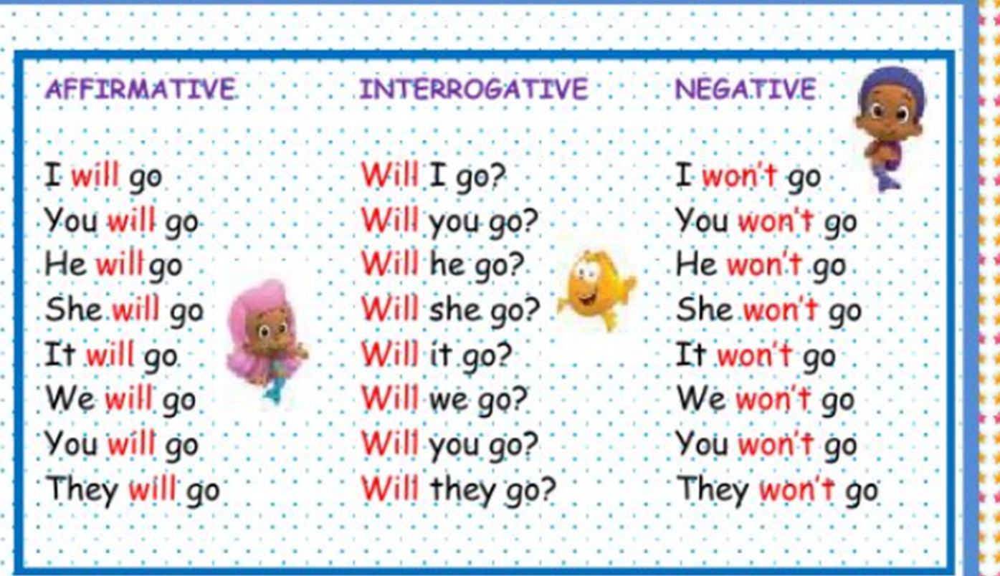 AFFIRMATIVE INTERROGATIVE NEGATIVE
I will go Will I go? I won't go
You will go Will you go? You won't go
He will go Will he go? He won't go
She will go Will she go? She won't go
It will go Will it go? It won't go
We will go Will we go? We won't go
You will go Will you go? You won't go
They will go Will they go? They won't go